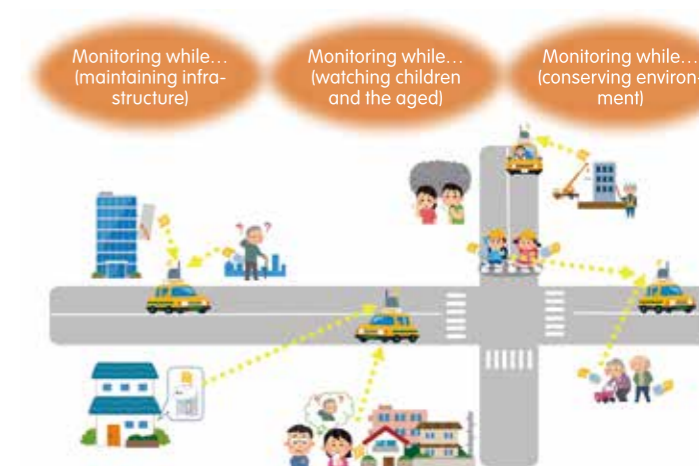 Monitoring while…
(maintaining infra-
structure)
Monitoring while…
(watching children
and the aged)
Monitoring while…
(conserving environ-
ment)